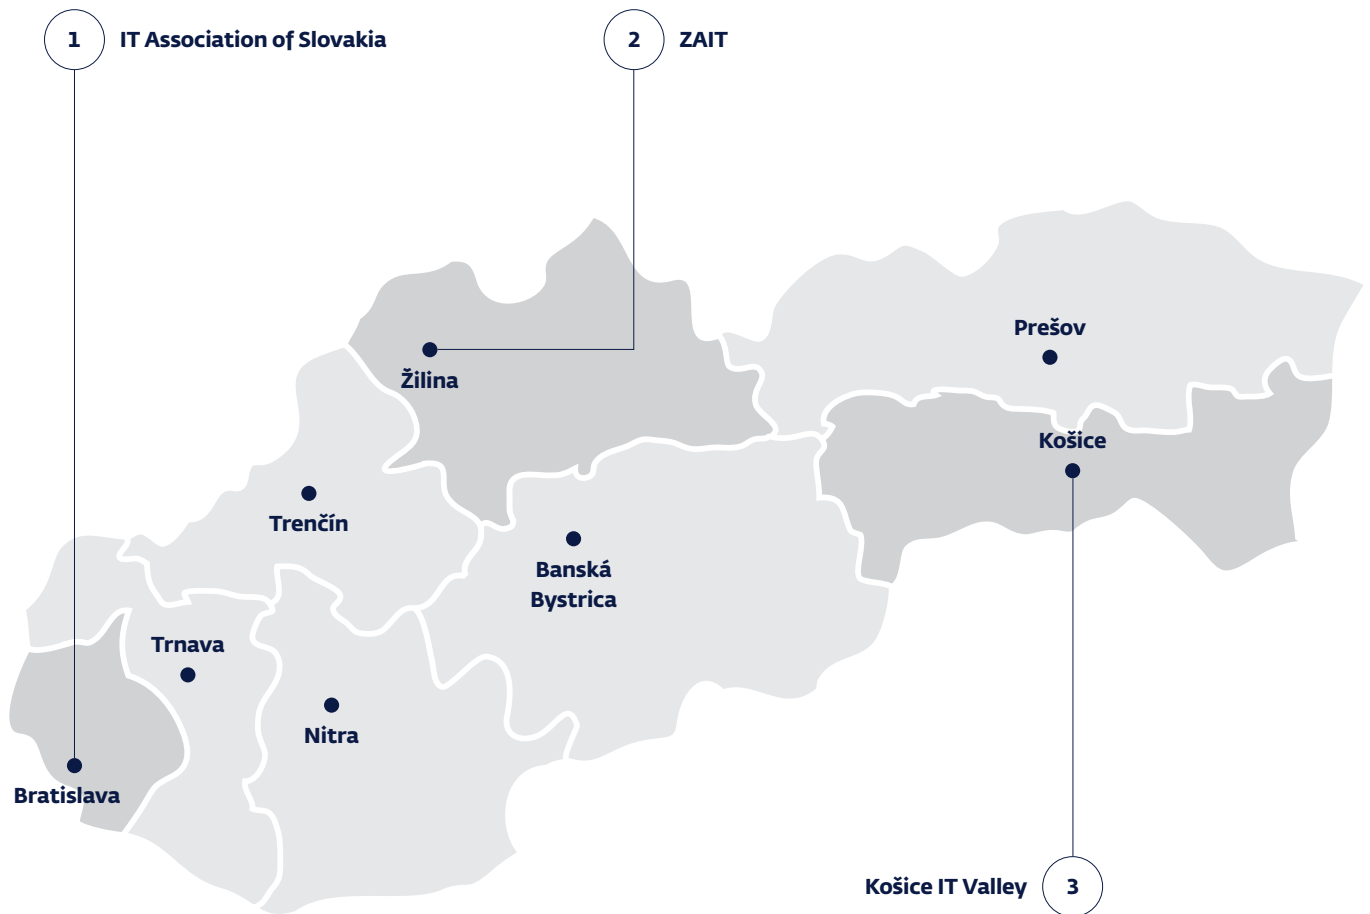 1 IT Association of Slovakia
2 ZAIT
Prešov
Žilina
Košice
Trenčín
Banská
Bystrica
Trnava
Nitra
Bratislava
Košice IT Valley 3